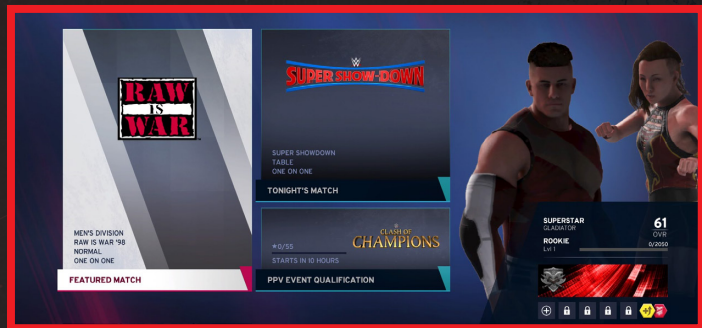 RAW
IS
WAR
MEN'S DIVISION
RAW IS WAR '98
NORMAL
ONE ON ONE
FEATURED MATCH
W
SUPER SHOW-DOWN
SUPER SHOWDOWN
TABLE
ONE ON ONE
TONIGHT'S MATCH
0/55
STARTS IN 10 HOURS
CLASH OF
CHAMPIONS
PPV EVENT QUALIFICATION
SUPERSTAR
GLADIATOR
61
OVR
ROOKIE
Lvl 1
0/2050